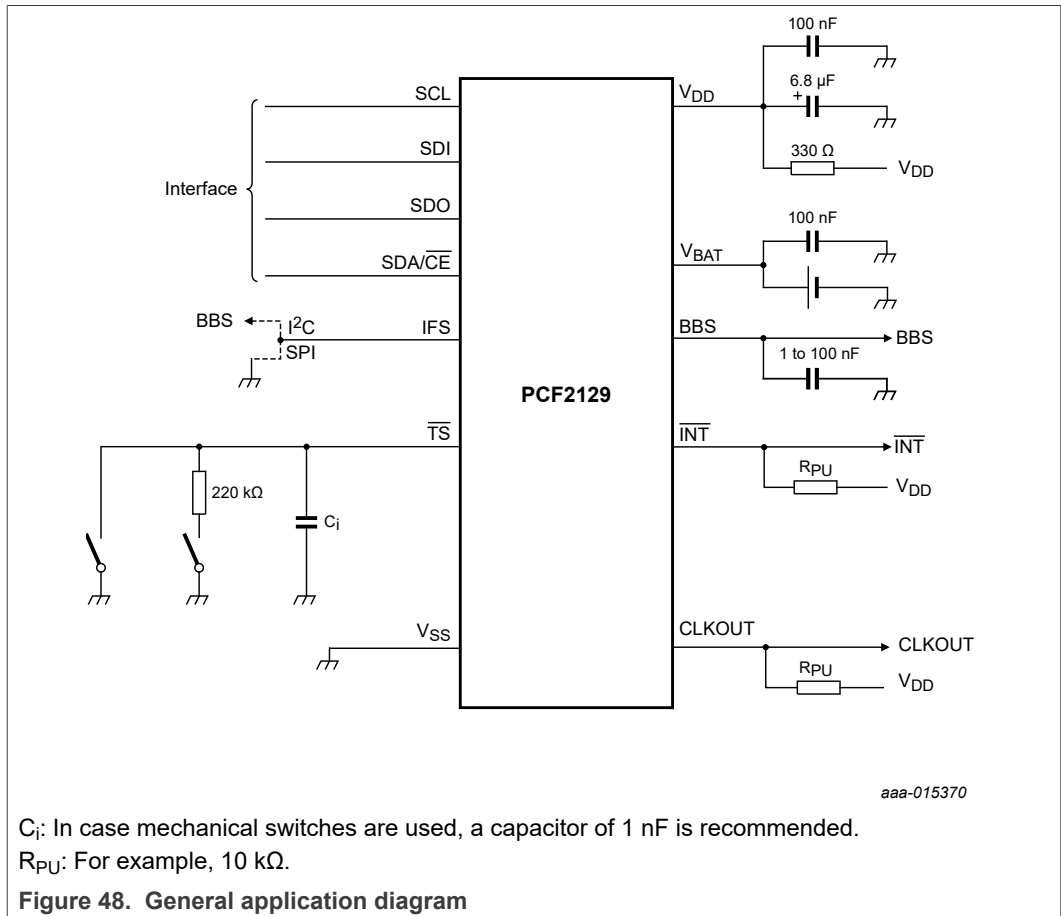 100 nF
6.8 µF
+
330 Ω
VDD
VDD
SCL
SDI
Interface
SDO
SDA/CE
100 nF
VBAT
BBS
I2C
IFS
SPI
BBS
BBS
1 to 100 nF
PCF2129
TS
INT
INT
RPU
VDD
220 kΩ
Ci
VSS
CLKOUT
CLKOUT
RPU
VDD
aaa-015370
Ci: In case mechanical switches are used, a capacitor of 1 nF is recommended.
RPU: For example, 10 kΩ.
Figure 48. General application diagram